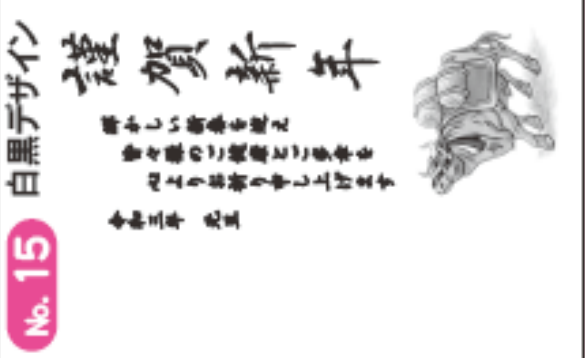 No. 15 白黒デザイン
謹賀新年
輝かしい新春を迎え
皆々様のご健康とご多幸を
心よりお祈り申し上げます
令和三年 元旦